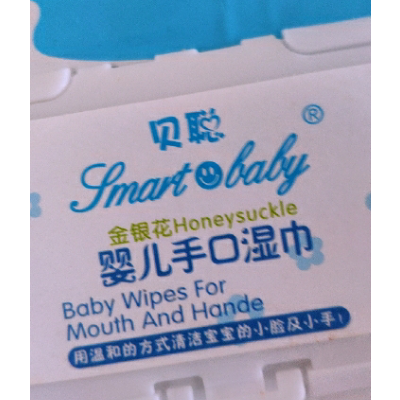 贝聪
®
Smart baby
金银花Honeysuckle
婴儿手口湿巾
Baby Wipes For
Mouth And Hande
用温和的方式清洁宝宝的小脸及小手!